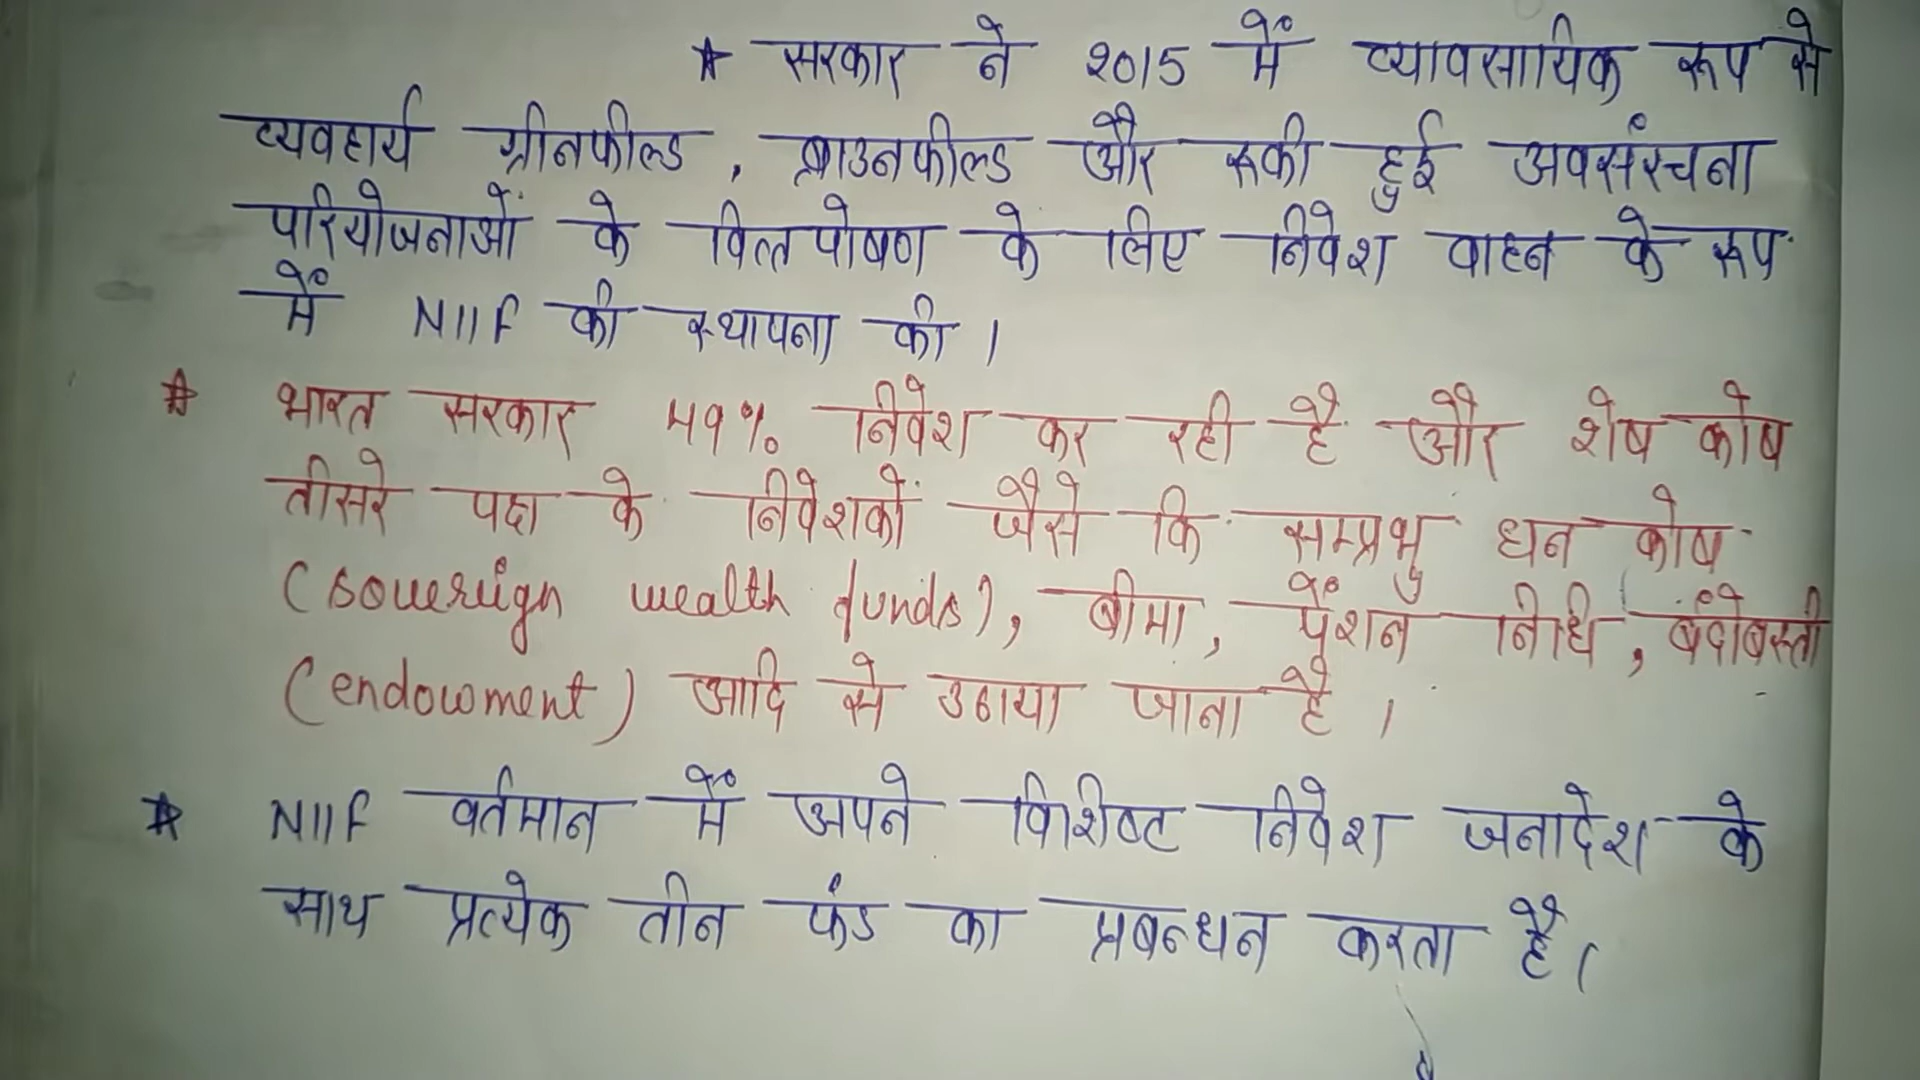 ★ सरकार ने 2015 में व्यावसायिक रूप से
व्यवहार्य ग्रीनफील्ड , ब्राउनफील्ड और रूकी हुई अवसंरचना
परियोजनाओं के वित्तपोषण के लिए निवेश वाहन के रूप
में NIIF की स्थापना की ।
★ भारत सरकार 49% निवेश कर रही है और शेष कोष
तीसरे पक्ष के निवेशकों जैसे कि सम्प्रभु धन कोष
(sovereign wealth funds), बीमा, पेंशन निधि, बंदोबस्ती
(endowment) आदि से उठाया जाना है ।
★ NIIF वर्तमान में अपने विशिष्ट निवेश जनादेश के
साथ प्रत्येक तीन फंड का प्रबन्धन करता है।